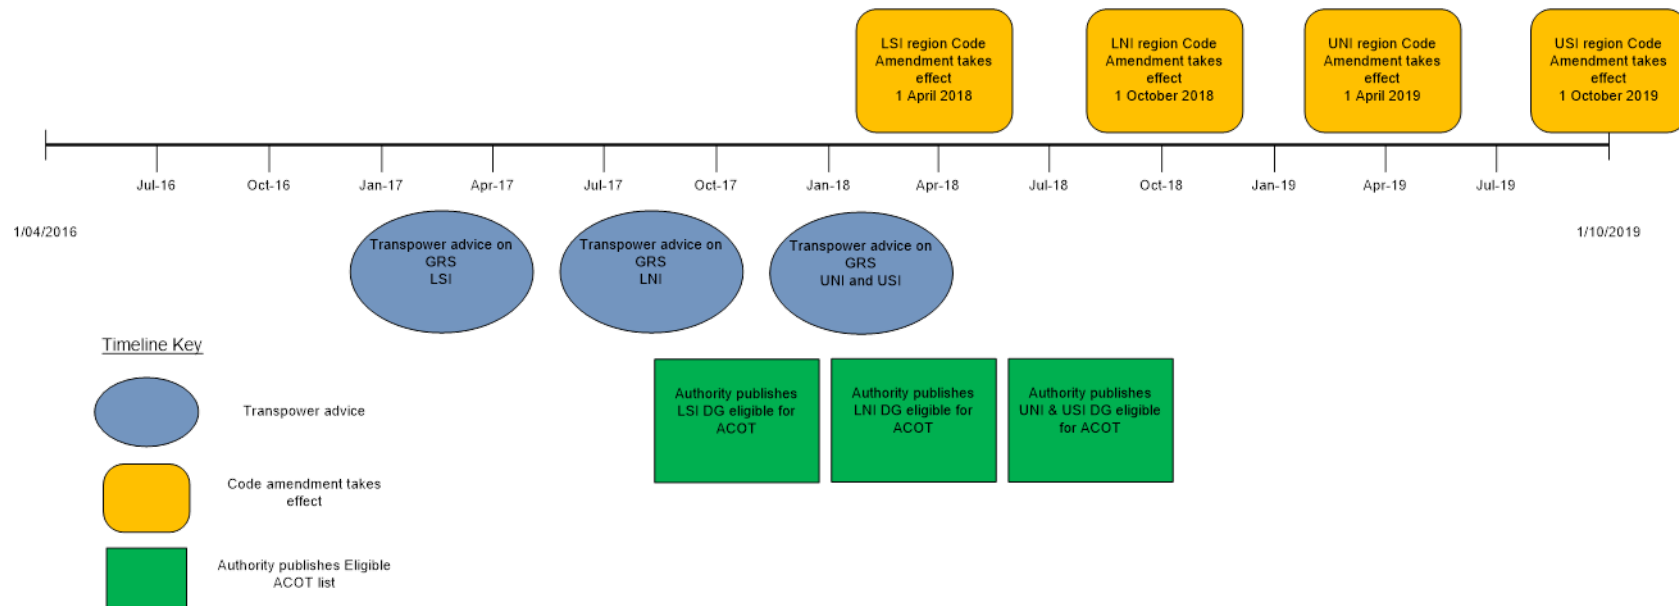 LSI region Code
Amendment takes
effect
1 April 2018
LNI region Code
Amendment takes
effect
1 October 2018
UNI region Code
Amendment takes
effect
1 April 2019
USI region Code
Amendment takes
effect
1 October 2019
Jul-16
Oct-16
Jan-17
Apr-17
Jul-17
Oct-17
Jan-18
Apr-18
Jul-18
Oct-18
Jan-19
Apr-19
Jul-19
1/04/2016
1/10/2019
Transpower advice on
GRS
LSI
Transpower advice on
GRS
LNI
Transpower advice on
GRS
UNI and USI
Timeline Key
Transpower advice
Code amendment takes
effect
Authority publishes Eligible
ACOT list
Authority publishes
LSI DG eligible for
ACOT
Authority publishes
LNI DG eligible for
ACOT
Authority publishes
UNI & USI DG eligible
for ACOT